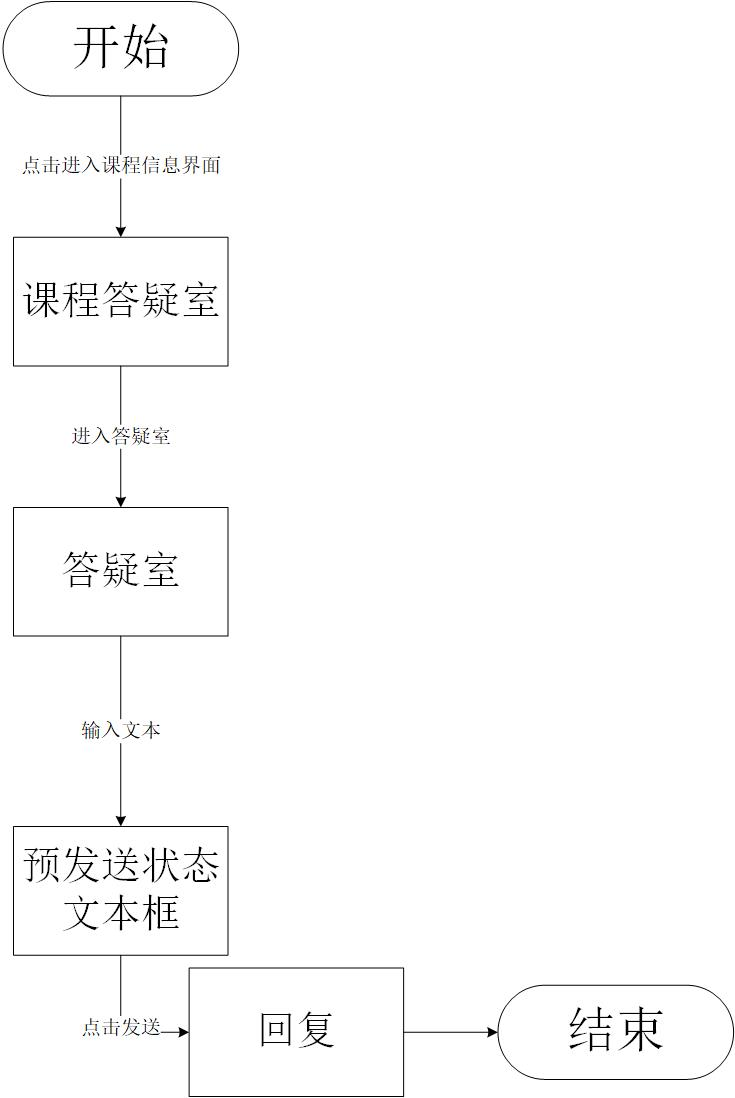 开始
点击进入课程信息界面
课程答疑室
进入答疑室
答疑室
输入文本
预发送状态
文本框
点击发送
回复
结束